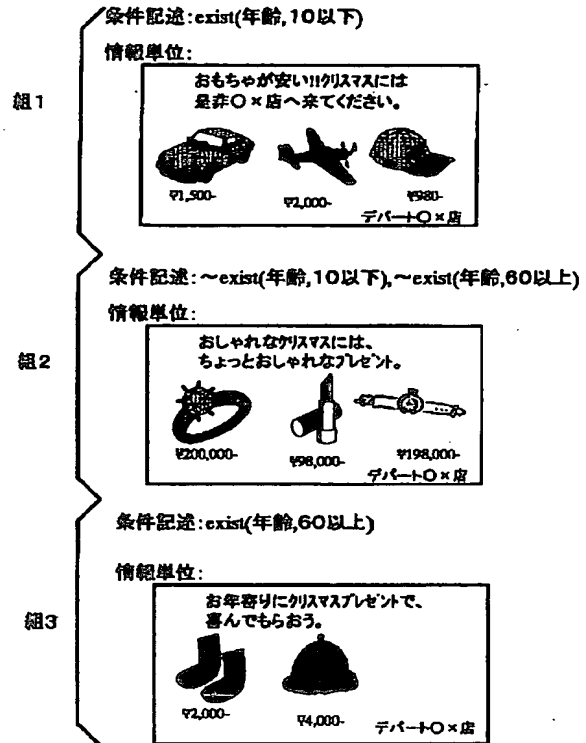 条件記述:exist(年齢,10以下)
情報単位:
組1
おもちゃが安い!!クリスマスには
是非○×店へ来てください。
¥1,500-
¥2,000-
¥980-
デパート○×店
条件記述:~exist(年齢,10以下),~exist(年齢,60以上)
情報単位:
組2
おしゃれなクリスマスには、
ちょっとおしゃれなプレゼント。
¥200,000-
¥98,000-
¥198,000-
デパート○×店
条件記述:exist(年齢,60以上)
情報単位:
組3
お年寄りにクリスマスプレゼントで、
喜んでもらおう。
¥2,000-
¥4,000-
デパート○×店